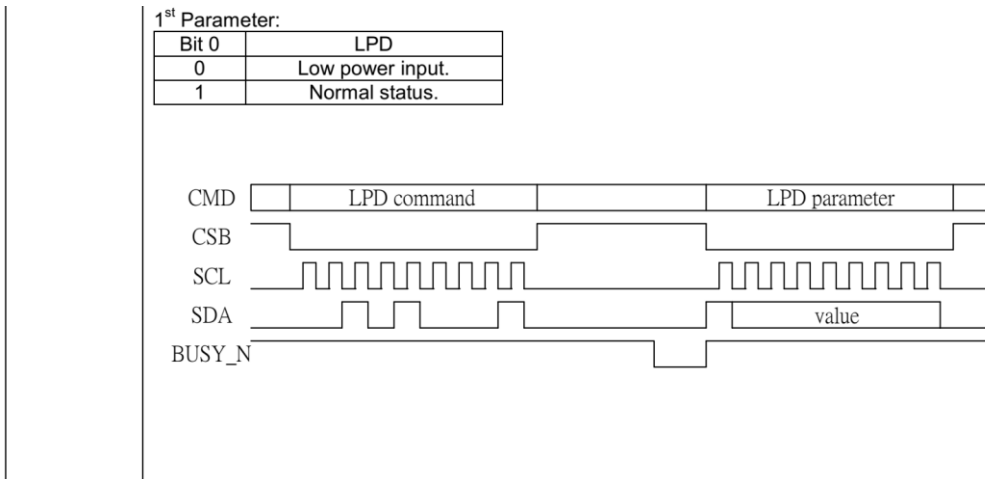 1st Parameter:
Bit 0 LPD
0 Low power input.
1 Normal status.
CMD LPD command LPD parameter
CSB
SCL
SDA value
BUSY_N